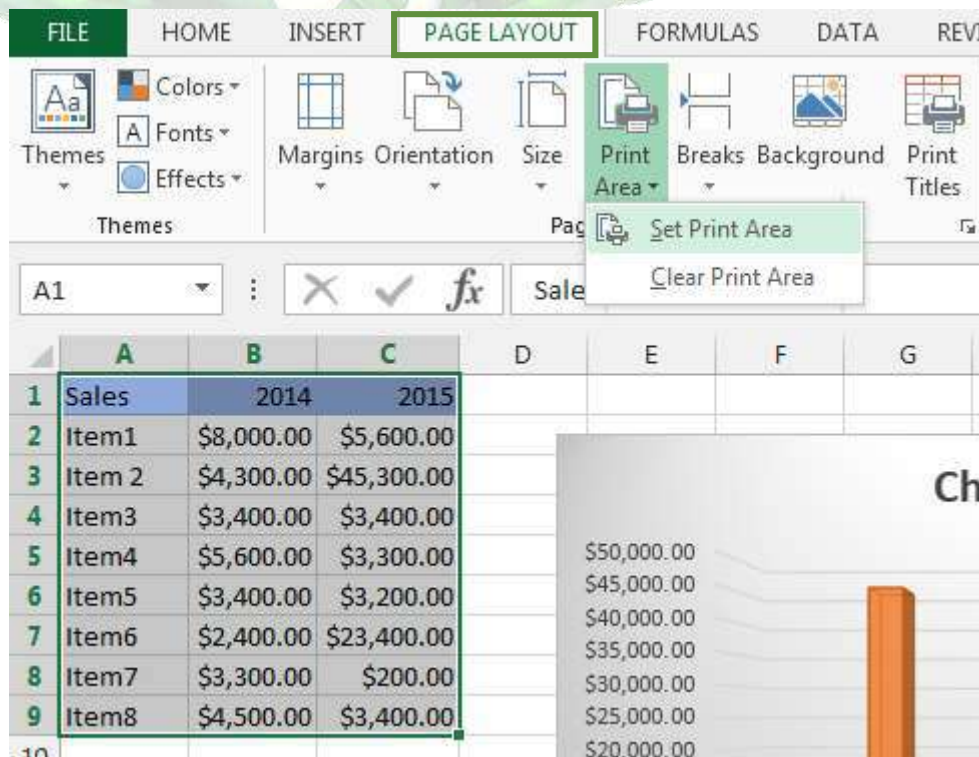 FILE HOME INSERT PAGE LAYOUT FORMULAS DATA REV
Aa
Themes
Colors
A Fonts
Effects
Margins
Orientation
Size
Print
Area
Breaks
Background
Print
Titles
Themes
Pag
Set Print Area
Clear Print Area
A1
fx
Sale
A B C D E F G
1 Sales 2014 2015
2 Item1 $8,000.00 $5,600.00
3 Item 2 $4,300.00 $45,300.00
4 Item3 $3,400.00 $3,400.00
5 Item4 $5,600.00 $3,300.00
6 Item5 $3,400.00 $3,200.00
7 Item6 $2,400.00 $23,400.00
8 Item7 $3,300.00 $200.00
9 Item8 $4,500.00 $3,400.00
10
Ch
$50,000.00
$45,000.00
$40,000.00
$35,000.00
$30,000.00
$25,000.00
$20,000.00